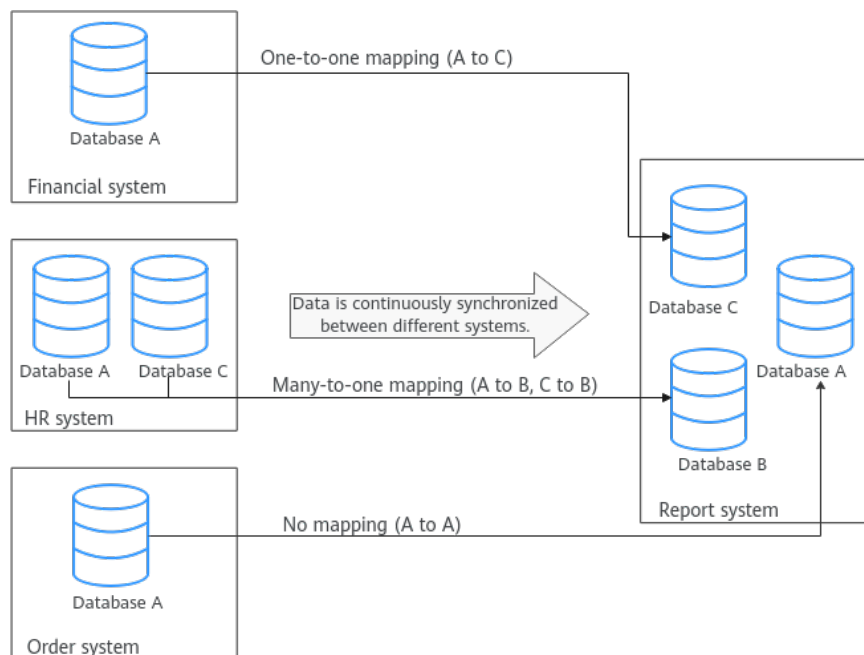 One-to-one mapping (A to C)
Database A
Financial system
Database C
Data is continuously synchronized
between different systems.
Database A
Database C
Database A
Many-to-one mapping (A to B, C to B)
HR system
Database B
Report system
No mapping (A to A)
Database A
Order system